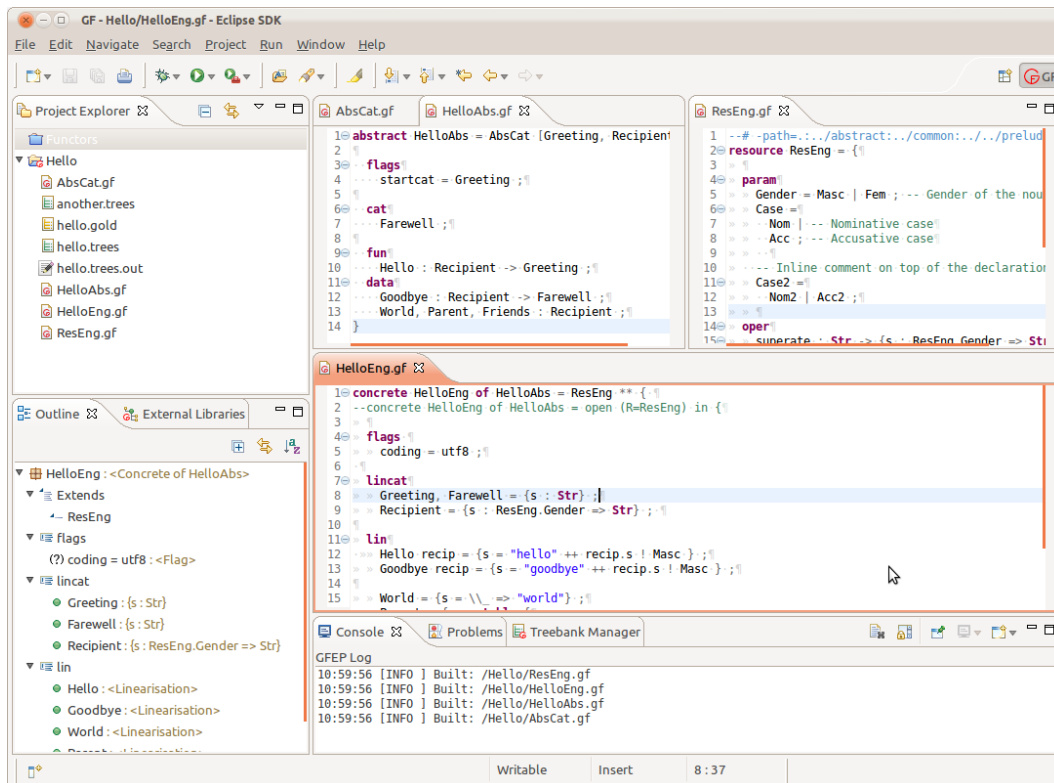 GF - Hello/HelloEng.gf - Eclipse SDK
File Edit Navigate Search Project Run Window Help
GF
Project Explorer
Functors
Hello
AbsCat.gf
another.trees
hello.gold
hello.trees
hello.trees.out
HelloAbs.gf
HelloEng.gf
ResEng.gf
AbsCat.gf HelloAbs.gf
1 abstract HelloAbs = AbsCat [Greeting, Recipient
2
3 flags
4 startcat = Greeting ;
5
6 cat
7 Farewell ;
8
9 fun
10 Hello : Recipient -> Greeting ;
11 data
12 Goodbye : Recipient -> Farewell ;
13 World, Parent, Friends : Recipient ;
14 }
ResEng.gf
1 --# -path=.:../abstract:../common:../../prelud
2 resource ResEng = {
3
4 param
5 Gender = Masc | Fem ; -- Gender of the nou
6 Case =
7 Nom | -- Nominative case
8 Acc ; -- Accusative case
9
10 -- Inline comment on top of the declaration
11 Case2 =
12 Nom2 | Acc2 ;
13
14 oper
15 superate : Str -> {s : ResEng.Gender => Str
HelloEng.gf
1 concrete HelloEng of HelloAbs = ResEng ** {
2 --concrete HelloEng of HelloAbs = open (R=ResEng) in {
3
4 flags
5 coding = utf8 ;
6
7 lincat
8 Greeting, Farewell = {s : Str} ;
9 Recipient = {s : ResEng.Gender => Str} ;
10
11 lin
12 Hello recip = {s = "hello" ++ recip.s ! Masc } ;
13 Goodbye recip = {s = "goodbye" ++ recip.s ! Masc } ;
14
15 World = {s = \\_ => "world"} ;
Outline External Libraries
HelloEng : <Concrete of HelloAbs>
Extends
ResEng
flags
(?) coding = utf8 : <Flag>
lincat
Greeting : {s : Str}
Farewell : {s : Str}
Recipient : {s : ResEng.Gender => Str}
lin
Hello : <Linearisation>
Goodbye : <Linearisation>
World : <Linearisation>
Console Problems Treebank Manager
GFEP Log
10:59:56 [INFO ] Built: /Hello/ResEng.gf
10:59:56 [INFO ] Built: /Hello/HelloEng.gf
10:59:56 [INFO ] Built: /Hello/HelloAbs.gf
10:59:56 [INFO ] Built: /Hello/AbsCat.gf
Writable Insert 8 : 37